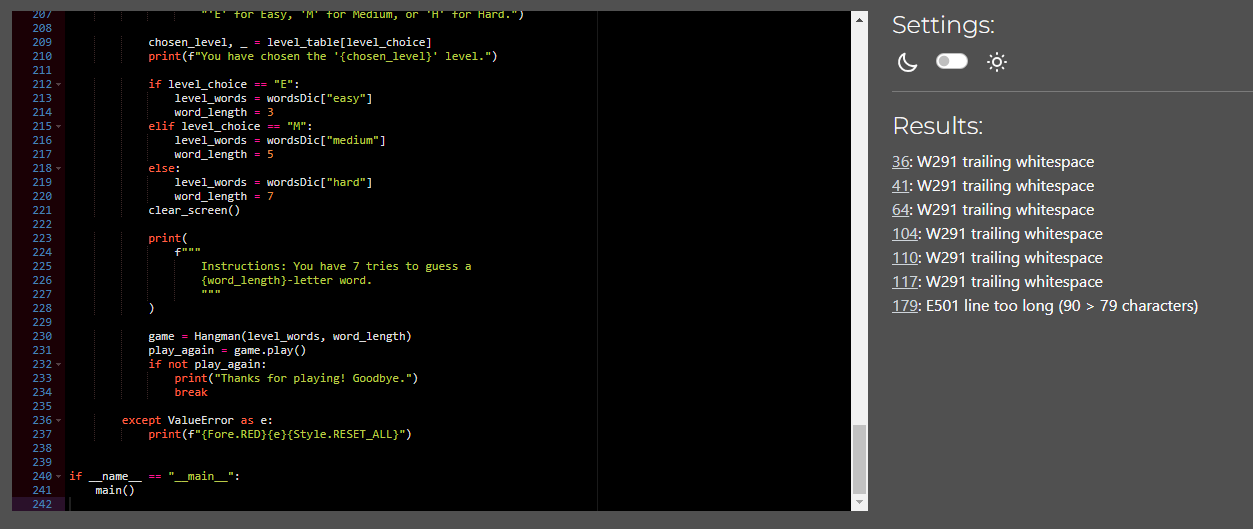 207 "'E' for Easy, 'M' for Medium, or 'H' for Hard.")
208
209 chosen_level, _ = level_table[level_choice]
210 print(f"You have chosen the '{chosen_level}' level.")
211
212 if level_choice == "E":
213 level_words = wordsDic["easy"]
214 word_length = 3
215 elif level_choice == "M":
216 level_words = wordsDic["medium"]
217 word_length = 5
218 else:
219 level_words = wordsDic["hard"]
220 word_length = 7
221 clear_screen()
222
223 print(
224 f"""
225 Instructions: You have 7 tries to guess a
226 {word_length}-letter word.
227 """
228 )
229
230 game = Hangman(level_words, word_length)
231 play_again = game.play()
232 if not play_again:
233 print("Thanks for playing! Goodbye.")
234 break
235
236 except ValueError as e:
237 print(f"{Fore.RED}{e}{Style.RESET_ALL}")
238
239
240 if __name__ == "__main__":
241 main()
242
Settings:
Results:
36: W291 trailing whitespace
41: W291 trailing whitespace
64: W291 trailing whitespace
104: W291 trailing whitespace
110: W291 trailing whitespace
117: W291 trailing whitespace
179: E501 line too long (90 > 79 characters)